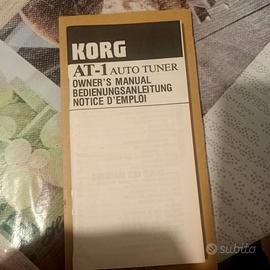 KORG
AT-1 AUTO TUNER
OWNER'S MANUAL
BEDIENUNGSANLEITUNG
NOTICE D'EMPLOI
subito